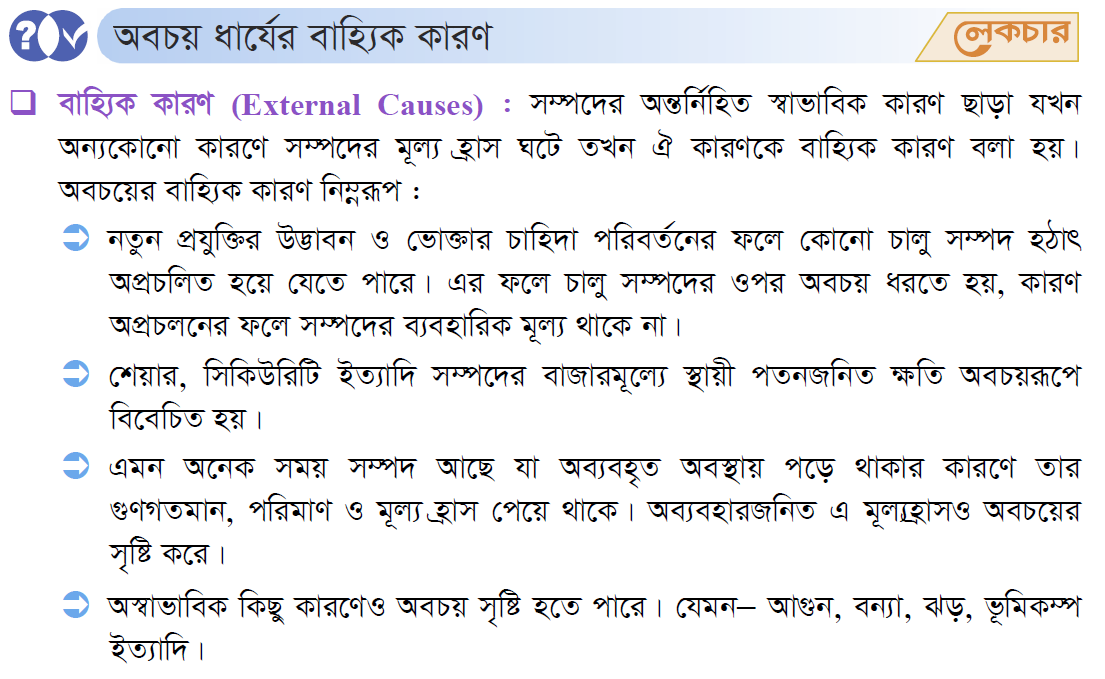 অবচয় ধার্যের বাহ্যিক কারণ
লেকচার
❑ বাহ্যিক কারণ (External Causes) : সম্পদের অন্তর্নিহিত স্বাভাবিক কারণ ছাড়া যখন
অন্যকোনো কারণে সম্পদের মূল্য হ্রাস ঘটে তখন ঐ কারণকে বাহ্যিক কারণ বলা হয়।
অবচয়ের বাহ্যিক কারণ নিম্নরূপ :
নতুন প্রযুক্তির উদ্ভাবন ও ভোক্তার চাহিদা পরিবর্তনের ফলে কোনো চালু সম্পদ হঠাৎ
অপ্রচলিত হয়ে যেতে পারে। এর ফলে চালু সম্পদের ওপর অবচয় ধরতে হয়, কারণ
অপ্রচলনের ফলে সম্পদের ব্যবহারিক মূল্য থাকে না।
শেয়ার, সিকিউরিটি ইত্যাদি সম্পদের বাজারমূল্যে স্থায়ী পতনজনিত ক্ষতি অবচয়রূপে
বিবেচিত হয়।
এমন অনেক সময় সম্পদ আছে যা অব্যবহৃত অবস্থায় পড়ে থাকার কারণে তার
গুণগতমান, পরিমাণ ও মূল্য হ্রাস পেয়ে থাকে। অব্যবহারজনিত এ মূল্যহ্রাসও অবচয়ের
সৃষ্টি করে।
অস্বাভাবিক কিছু কারণেও অবচয় সৃষ্টি হতে পারে। যেমন– আগুন, বন্যা, ঝড়, ভূমিকম্প
ইত্যাদি।